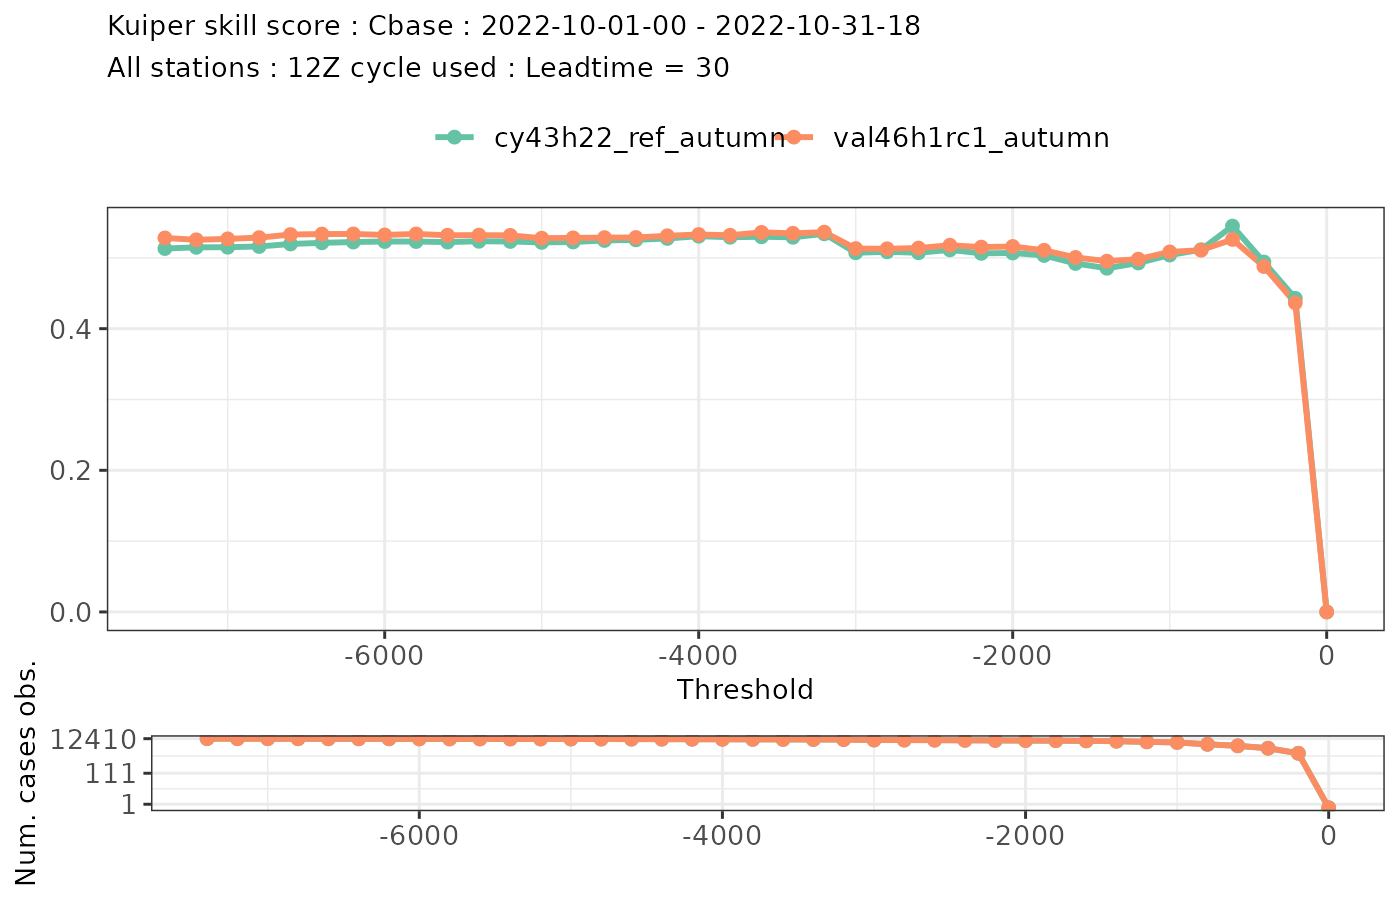 Kuiper skill score : Cbase : 2022-10-01-00 - 2022-10-31-18
All stations : 12Z cycle used : Leadtime = 30
cy43h22_ref_autumn val46h1rc1_autumn
0.4
0.2
0.0
-6000 -4000 -2000 0
Threshold
Num. cases obs.
12410
111
1
-6000 -4000 -2000 0